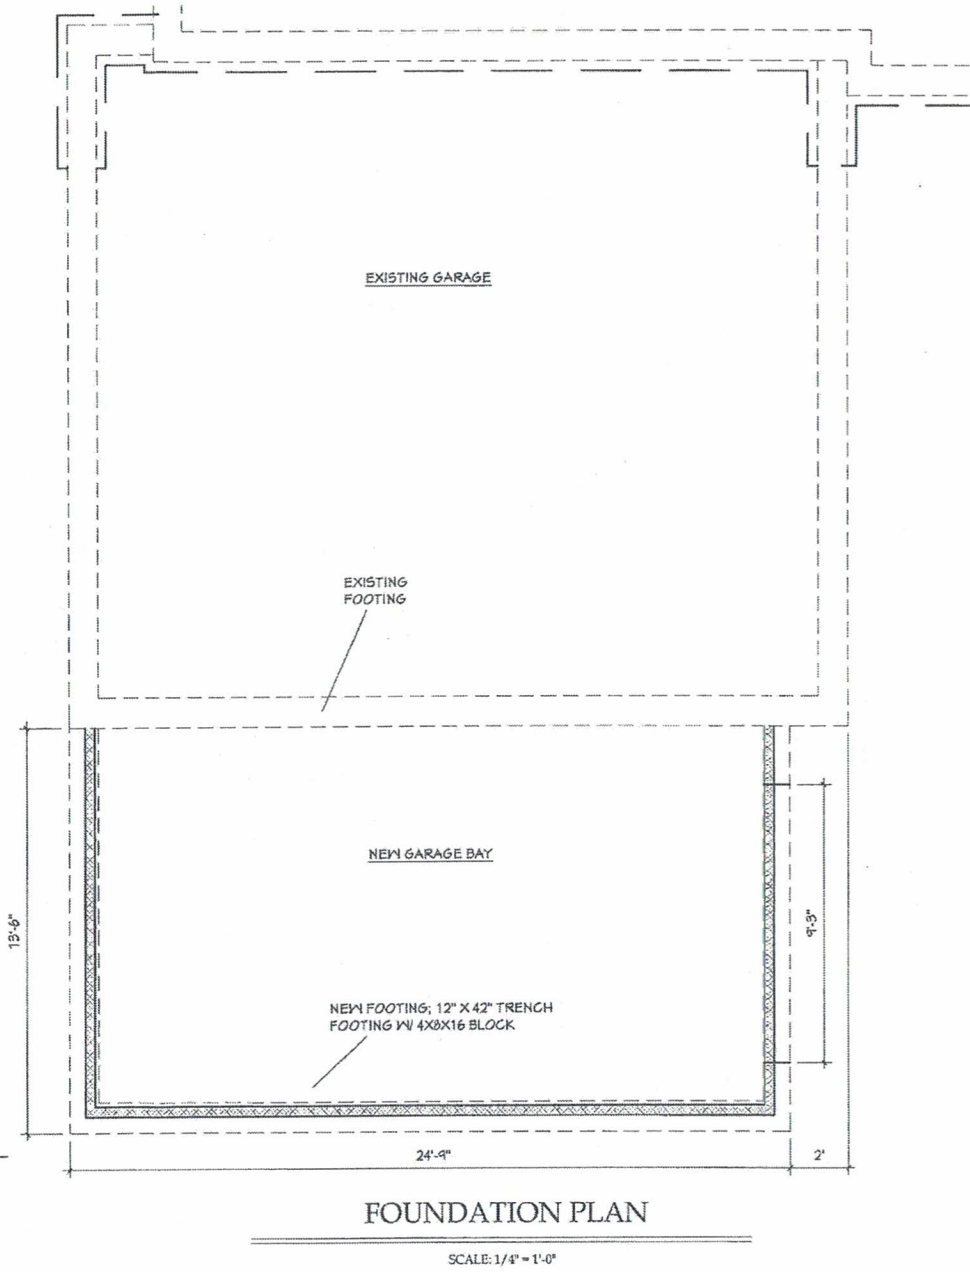 EXISTING GARAGE
EXISTING
FOOTING
NEW GARAGE BAY
13'-6"
9'-3"
NEW FOOTING; 12" X 42" TRENCH
FOOTING W/ 4X8X16 BLOCK
24'-9"
2'
FOUNDATION PLAN
SCALE: 1/4" = 1'-0"